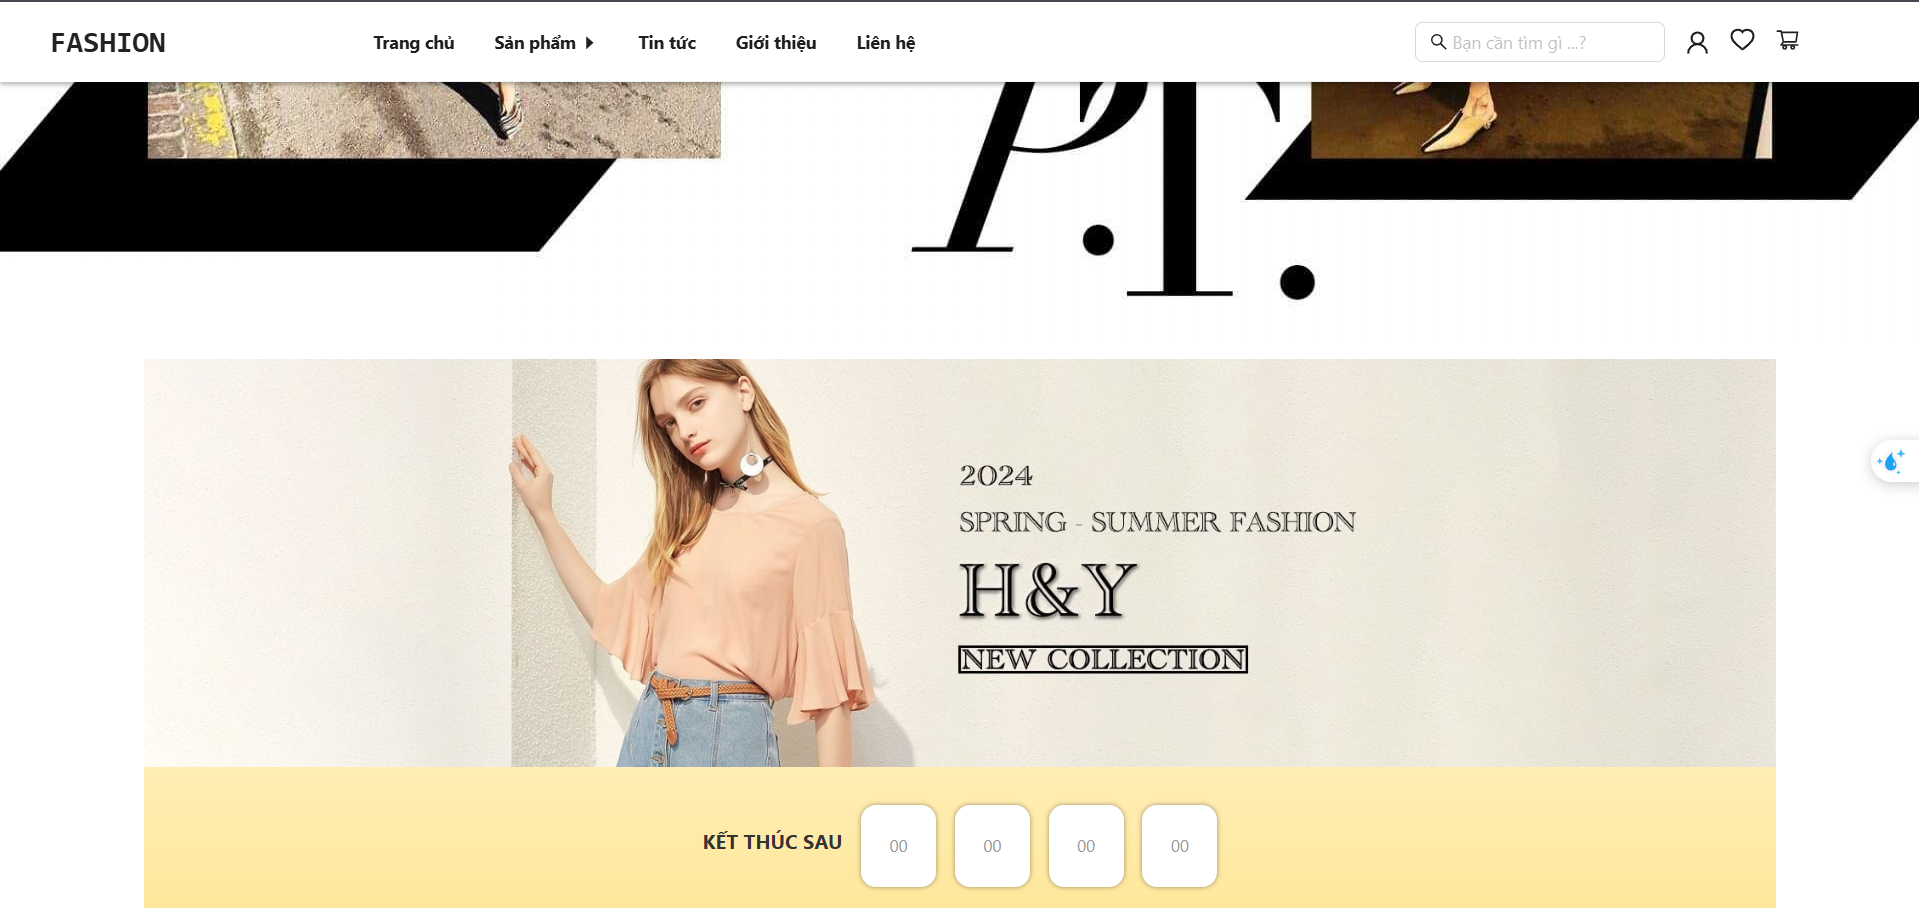 FASHION
Trang chủ
Sản phẩm
Tin tức
Giới thiệu
Liên hệ
Bạn cần tìm gì ...?
P.T.
2024
SPRING - SUMMER FASHION
H&Y
NEW COLLECTION
KẾT THÚC SAU
00
00
00
00